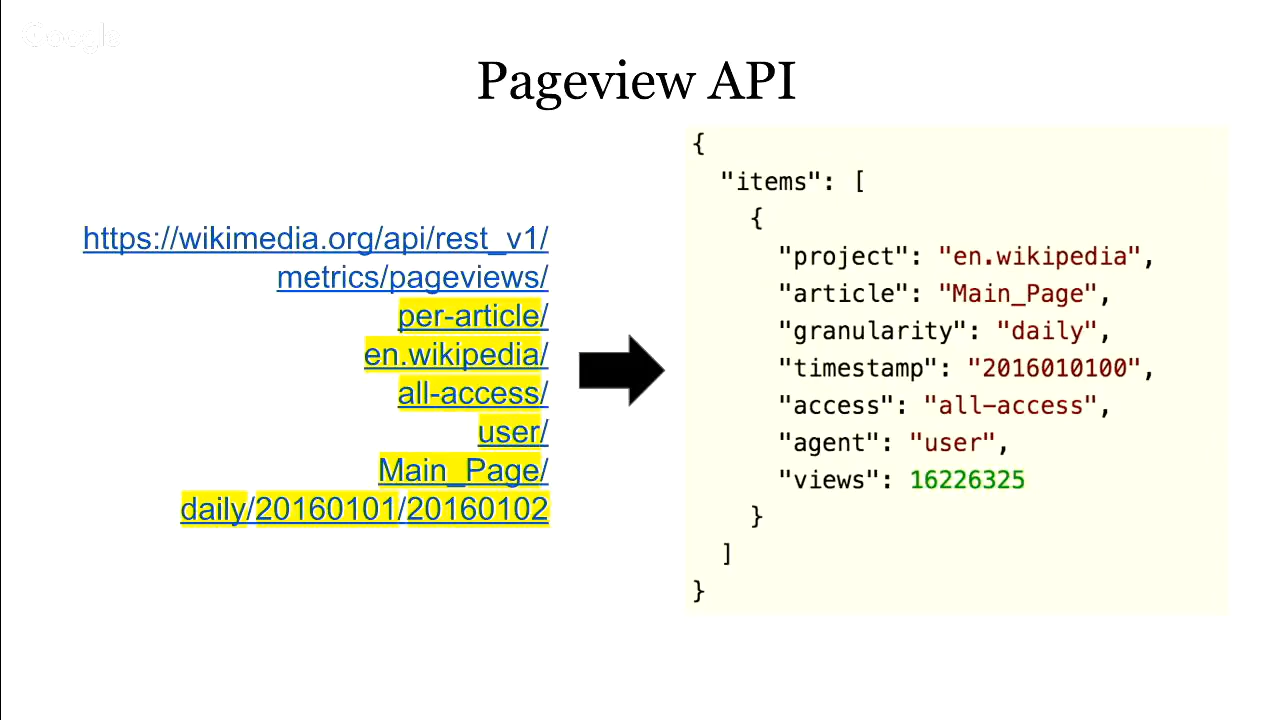 Google
Pageview API
https://wikimedia.org/api/rest_v1/
metrics/pageviews/
per-article/
en.wikipedia/
all-access/
user/
Main_Page/
daily/20160101/20160102
{
"items": [
{
"project": "en.wikipedia",
"article": "Main_Page",
"granularity": "daily",
"timestamp": "2016010100",
"access": "all-access",
"agent": "user",
"views": 16226325
}
]
}